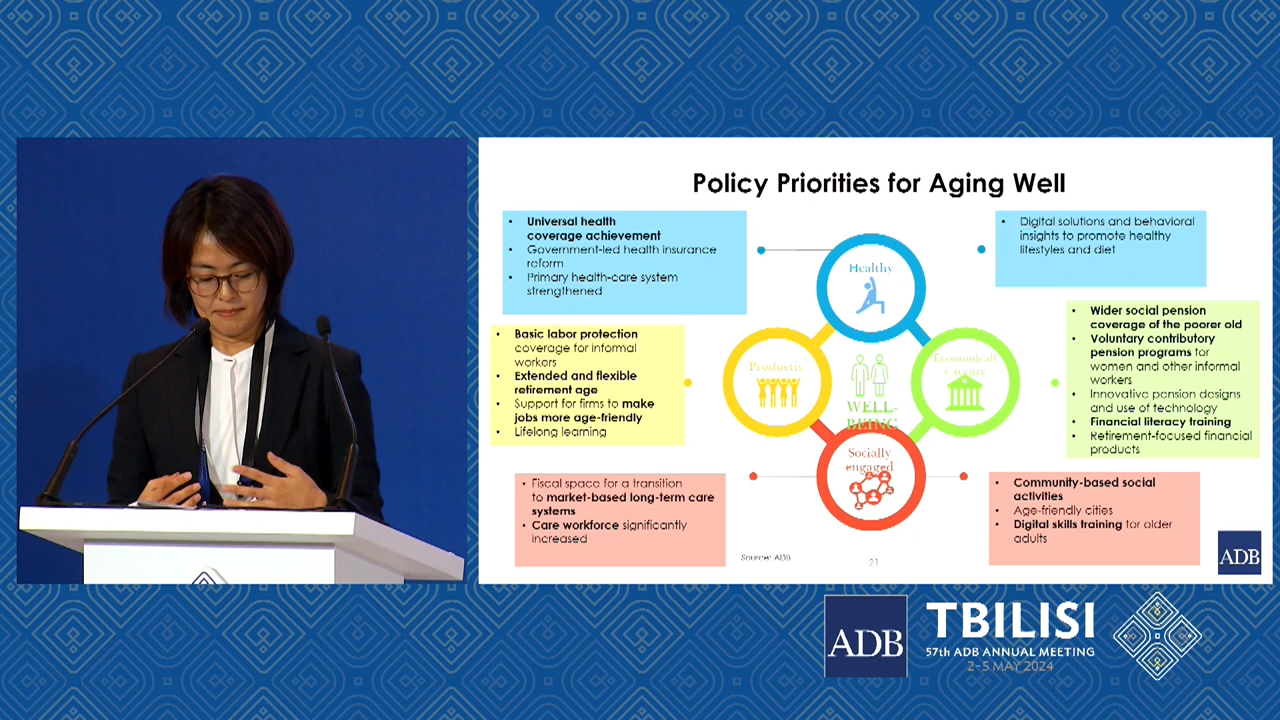 Policy Priorities for Aging Well
• Universal health
coverage achievement
• Government-led health insurance
reform
• Primary health-care system
strengthened
• Digital solutions and behavioral
insights to promote healthy
lifestyles and diet
Healthy
• Basic labor protection
coverage for informal
workers
• Extended and flexible
retirement age
• Support for firms to make
jobs more age-friendly
• Lifelong learning
Productiv
Economicall
y secure
WELL-
BEING
• Wider social pension
coverage of the poorer old
• Voluntary contributory
pension programs for
women and other informal
workers
• Innovative pension designs
and use of technology
• Financial literacy training
• Retirement-focused financial
products
Socially
engaged
• Fiscal space for a transition
to market-based long-term care
systems
• Care workforce significantly
increased
• Community-based social
activities
• Age-friendly cities
• Digital skills training for older
adults
Source: ADB
21
ADB
ADB
TBILISI
57th ADB ANNUAL MEETING
2–5 MAY 2024